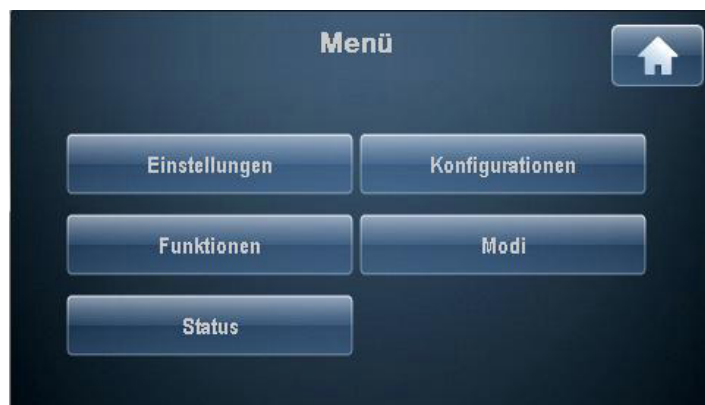 Menü
Einstellungen
Konfigurationen
Funktionen
Modi
Status